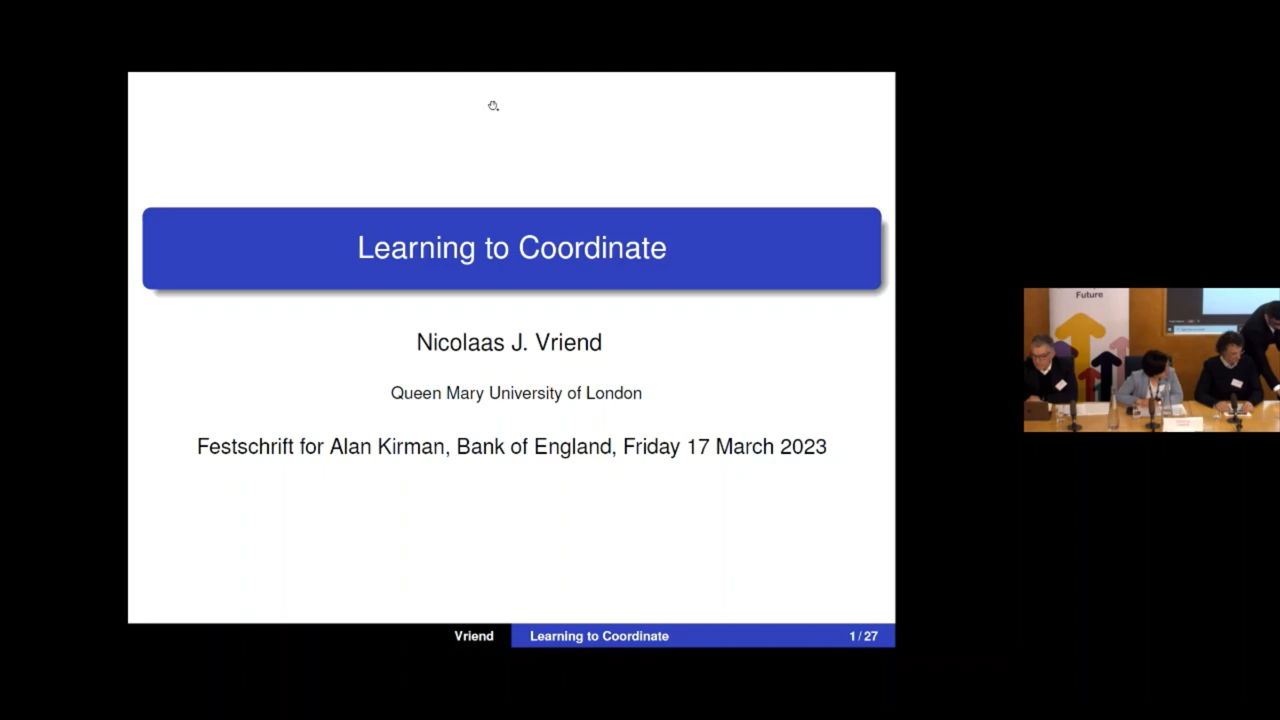 Learning to Coordinate
Nicolaas J. Vriend
Queen Mary University of London
Festschrift for Alan Kirman, Bank of England, Friday 17 March 2023
Vriend
Learning to Coordinate
1 / 27
Future